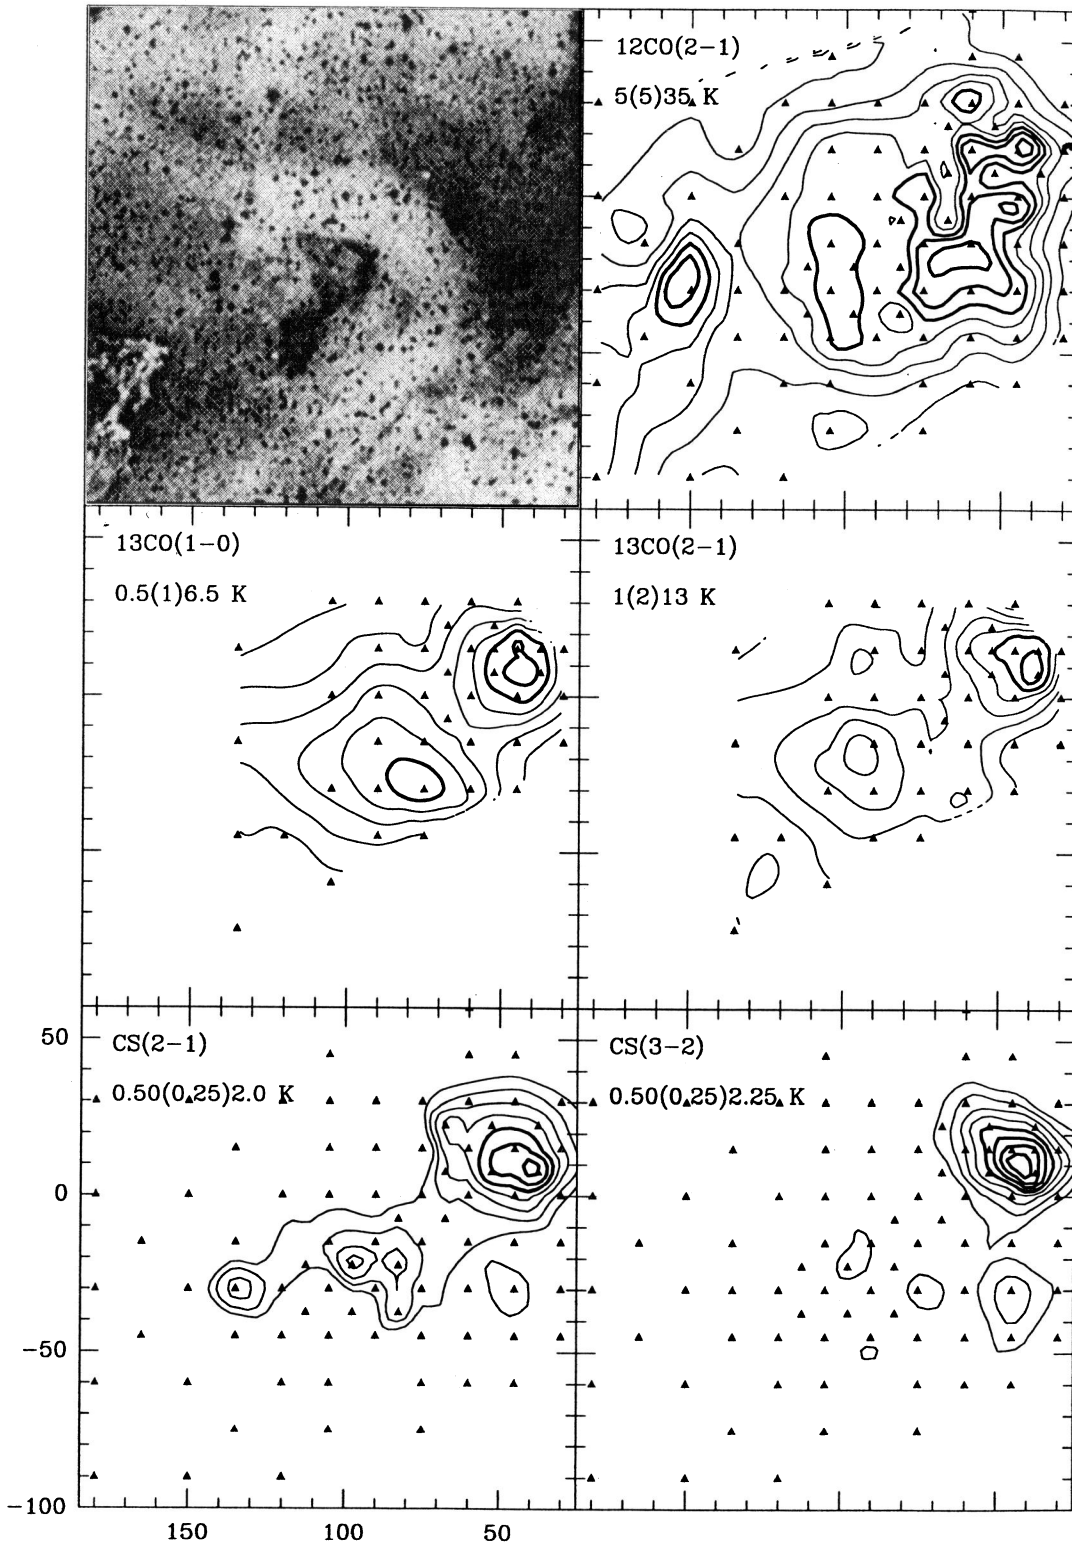 12CO(2-1)
5(5)35 K
13CO(1-0)
0.5(1)6.5 K
13CO(2-1)
1(2)13 K
CS(2-1)
0.50(0.25)2.0 K
CS(3-2)
0.50(0.25)2.25 K
50
0
-50
-100
150
100
50